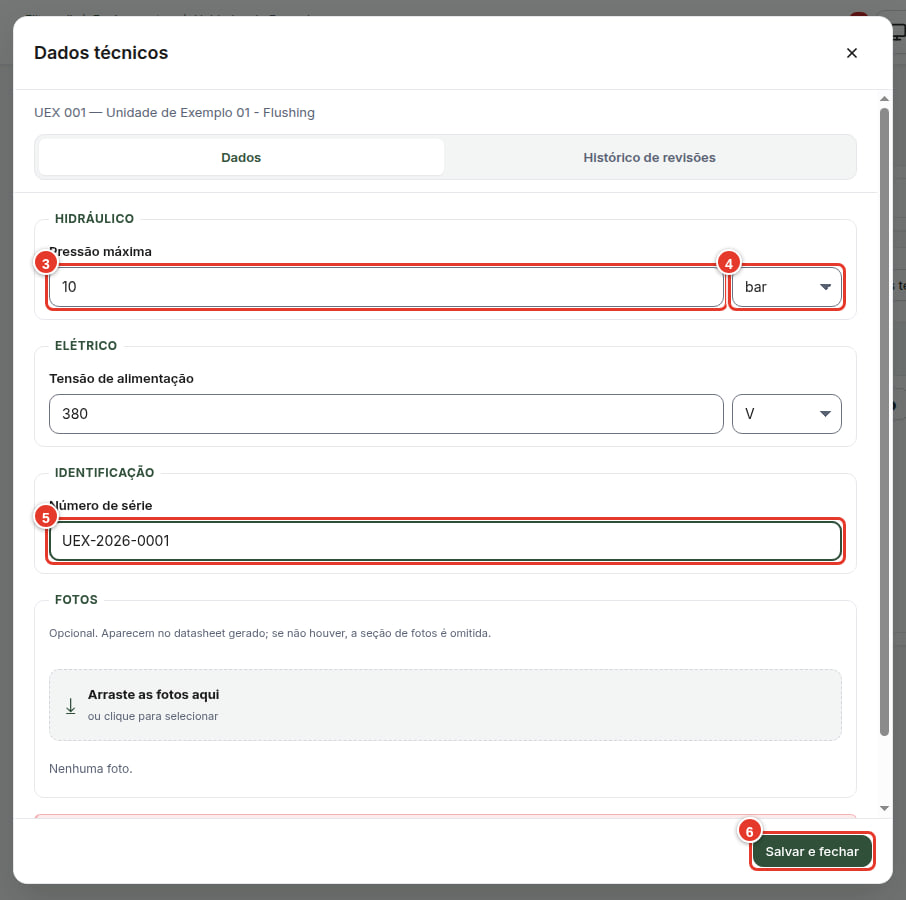 Dados técnicos
UEX 001 — Unidade de Exemplo 01 - Flushing
Dados
Histórico de revisões
HIDRÁULICO
Pressão máxima
3
4
10
bar
ELÉTRICO
Tensão de alimentação
380
V
IDENTIFICAÇÃO
Número de série
5
UEX-2026-0001
FOTOS
Opcional. Aparecem no datasheet gerado; se não houver, a seção de fotos é omitida.
Arraste as fotos aqui
ou clique para selecionar
Nenhuma foto.
6
Salvar e fechar